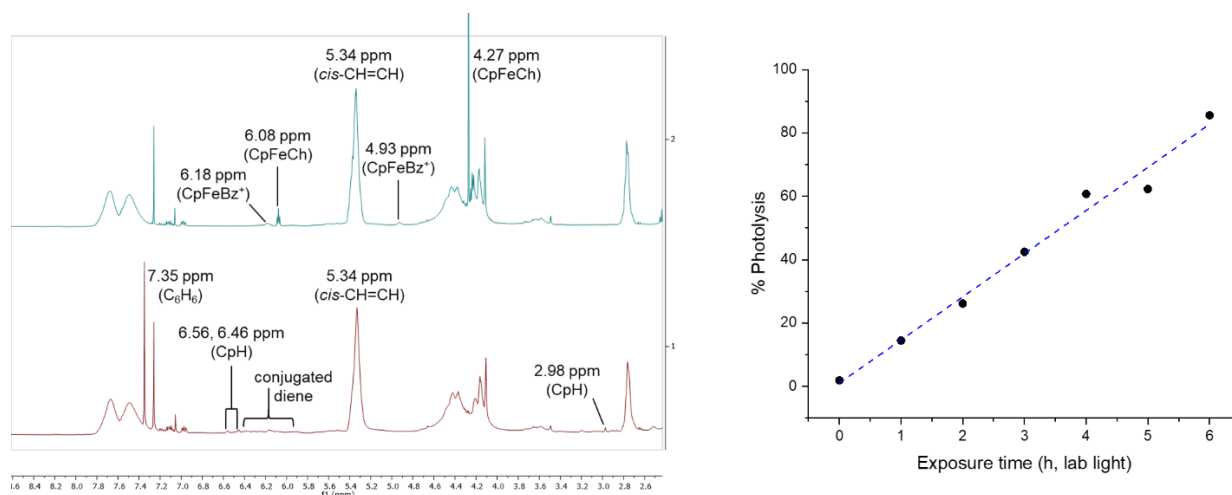 5.34 ppm
(cis-CH=CH)
4.27 ppm
(CpFeCh)
6.08 ppm
(CpFeCh)
4.93 ppm
(CpFeBz⁺)
6.18 ppm
(CpFeBz⁺)
2
7.35 ppm
(C₆H₆)
5.34 ppm
(cis-CH=CH)
6.56, 6.46 ppm
(CpH)
conjugated
diene
2.98 ppm
(CpH)
1
8.6 8.4 8.2 8.0 7.8 7.6 7.4 7.2 7.0 6.8 6.6 6.4 6.2 6.0 5.8 5.6 5.4 5.2 5.0 4.8 4.6 4.4 4.2 4.0 3.8 3.6 3.4 3.2 3.0 2.8 2.6
f1 (ppm)
% Photolysis
100
80
60
40
20
0
0 1 2 3 4 5 6
Exposure time (h, lab light)